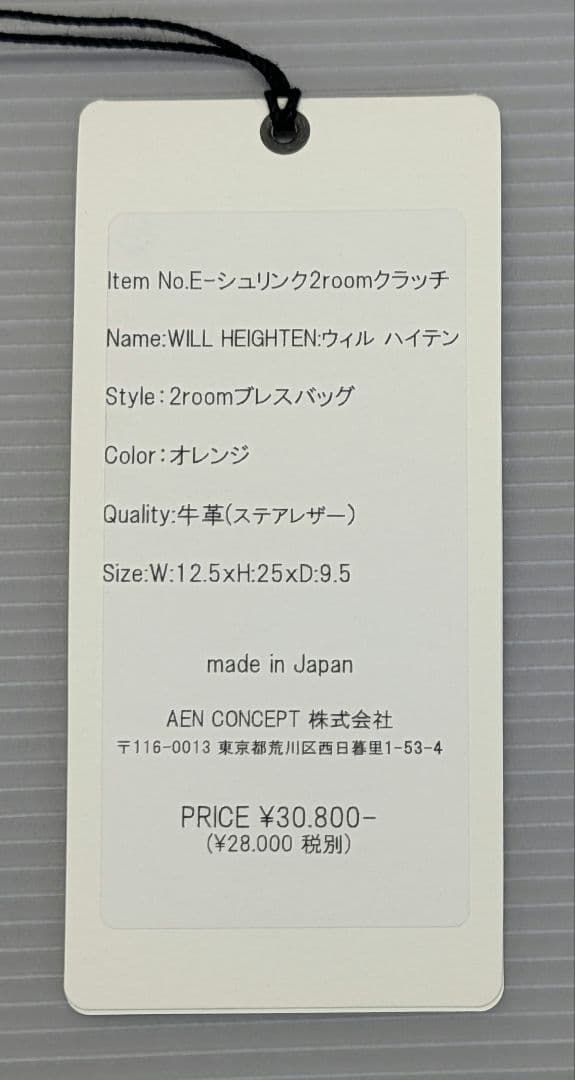 Item No.E-シュリンク2roomクラッチ
Name:WILL HEIGHTEN:ウィル ハイテン
Style:2roomブレスバッグ
Color:オレンジ
Quality:牛革(ステアレザー)
Size:W:12.5xH:25xD:9.5
made in Japan
AEN CONCEPT 株式会社
〒116-0013 東京都荒川区西日暮里1-53-4
PRICE ¥30.800-
(¥28.000 税別)